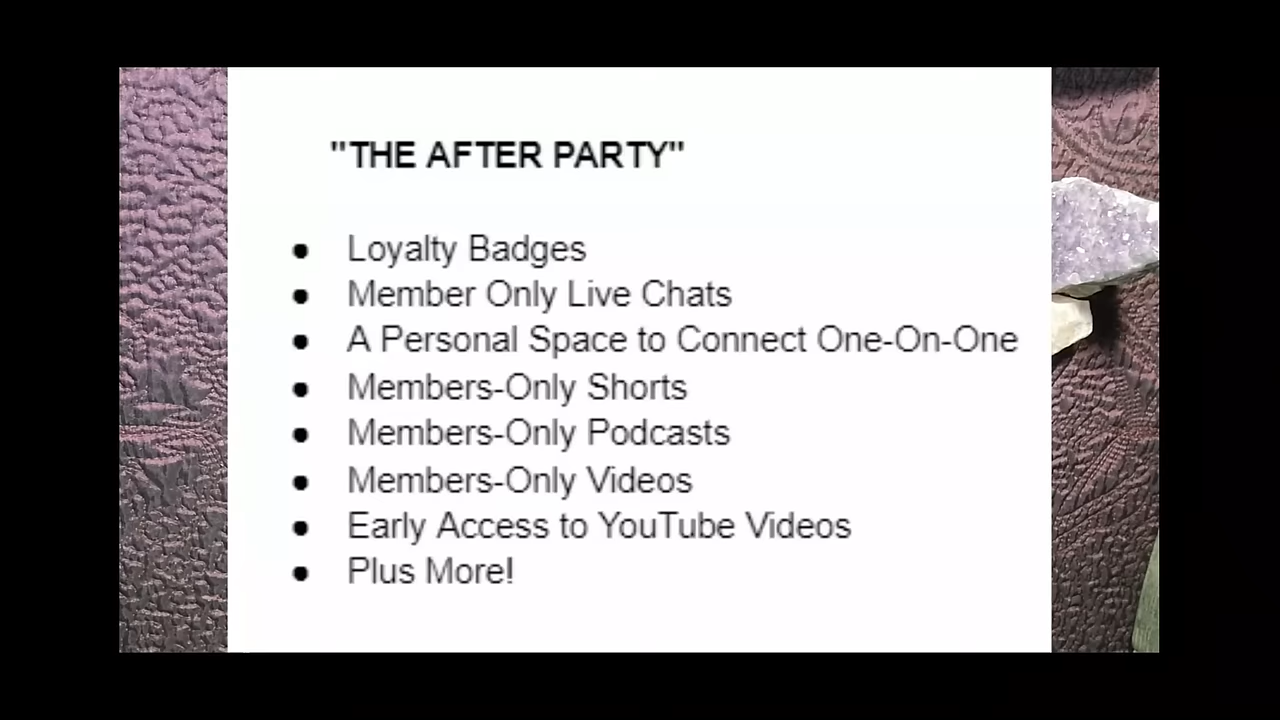 "THE AFTER PARTY"
● Loyalty Badges
● Member Only Live Chats
● A Personal Space to Connect One-On-One
● Members-Only Shorts
● Members-Only Podcasts
● Members-Only Videos
● Early Access to YouTube Videos
● Plus More!